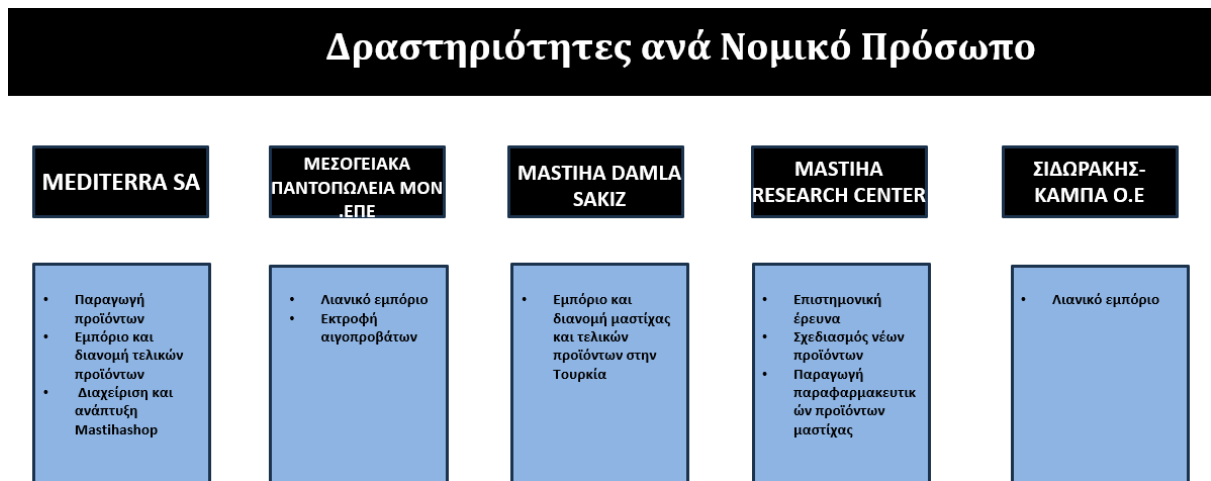 Δραστηριότητες ανά Νομικό Πρόσωπο
MEDITERRA SA
ΜΕΣΟΓΕΙΑΚΑ
ΠΑΝΤΟΠΩΛΕΙΑ ΜΟΝ
.ΕΠΕ
MASTIHA DAMLA
SAKIZ
MASTIHA
RESEARCH CENTER
ΣΙΔΩΡΑΚΗΣ-
ΚΑΜΠΑ Ο.Ε
• Παραγωγή
προϊόντων
• Εμπόριο και
διανομή τελικών
προϊόντων
• Διαχείριση και
ανάπτυξη
Mastihashop
• Λιανικό εμπόριο
• Εκτροφή
αιγοπροβάτων
• Εμπόριο και
διανομή μαστίχας
και τελικών
προϊόντων στην
Τουρκία
• Επιστημονική
έρευνα
• Σχεδιασμός νέων
προϊόντων
• Παραγωγή
παραφαρμακευτικ
ών προϊόντων
μαστίχας
• Λιανικό εμπόριο